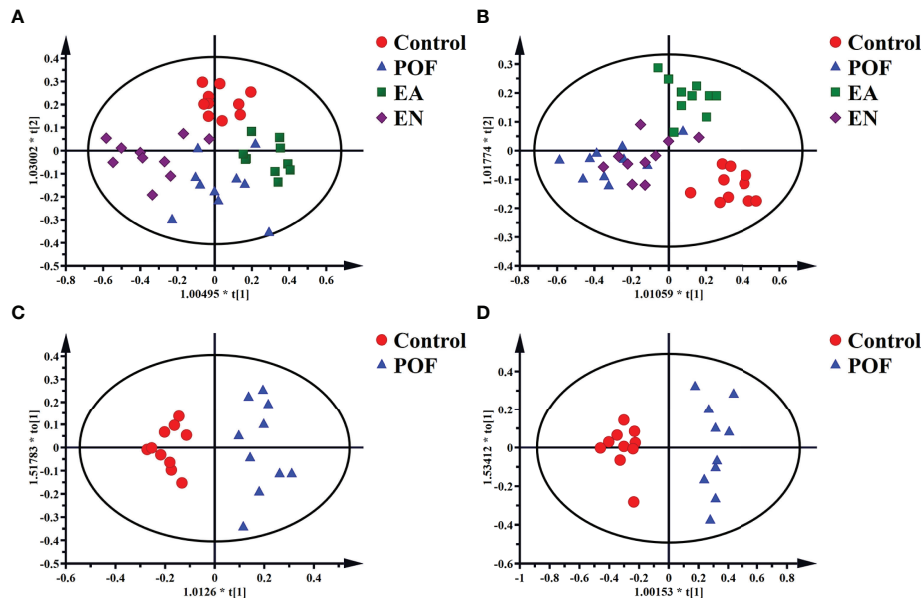 A
Control
POF
EA
EN
0.4
0.3
0.2
0.1
0
-0.1
-0.2
-0.3
-0.4
-0.5
1.03002 * t[2]
-0.8
-0.6
-0.4
-0.2
0
0.2
0.4
0.6
1.00495 * t[1]
B
Control
POF
EA
EN
0.3
0.2
0.1
0
-0.1
-0.2
-0.3
-0.4
1.01774 * t[2]
-0.8
-0.6
-0.4
-0.2
0
0.2
0.4
0.6
1.01059 * t[1]
C
Control
POF
0.4
0.3
0.2
0.1
0
-0.1
-0.2
-0.3
-0.4
-0.5
1.51783 * to[1]
-0.6
-0.4
-0.2
0
0.2
0.4
1.0126 * t[1]
D
Control
POF
0.4
0.2
0
-0.2
-0.4
-0.6
1.53412 * to[1]
-1
-0.8
-0.6
-0.4
-0.2
0
0.2
0.4
0.6
0.8
1.00153 * t[1]